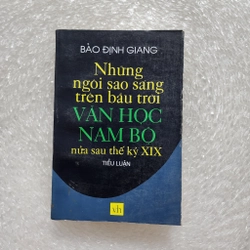 BẢO ĐỊNH GIANG
Những
ngôi sao sáng
trên bầu trời
VĂN HỌC
NAM BỘ
nửa sau thế kỷ XIX
TIỂU LUẬN
vh